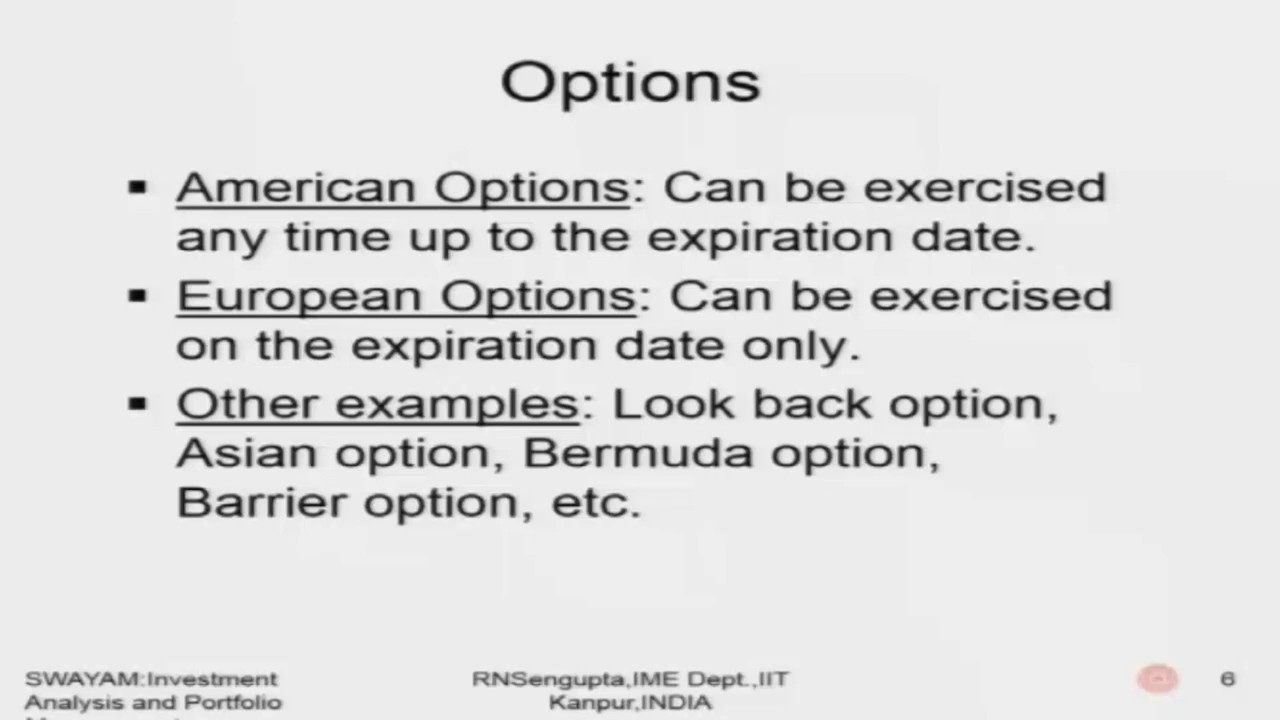 Options
▪ American Options: Can be exercised
any time up to the expiration date.
▪ European Options: Can be exercised
on the expiration date only.
▪ Other examples: Look back option,
Asian option, Bermuda option,
Barrier option, etc.
SWAYAM:Investment
Analysis and Portfolio
RNSengupta,IME Dept.,IIT
Kanpur,INDIA
6